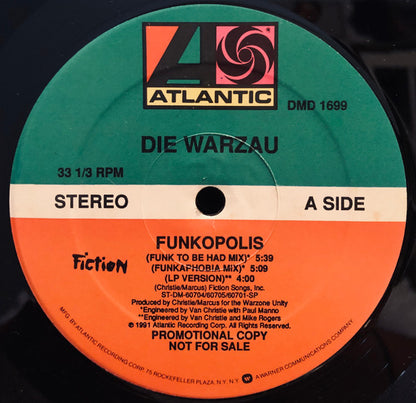 ATLANTIC
DMD 1699
DIE WARZAU
33 1/3 RPM
STEREO
A SIDE
Fiction
FUNKOPOLIS
(FUNK TO BE HAD MIX)* 5:39
(FUNKAPHOBIA MIX)* 5:09
(LP VERSION)** 4:00
(Christie/Marcus) Fiction Songs, Inc.
ST-DM-60704/60705/60701-SP
Produced by Christie/Marcus for the Warzone Unity
*Engineered by Van Christie with Paul Manno
**Engineered by Van Christie and Mike Rogers
℗ 1991 Atlantic Recording Corp. All Rights Reserved.
PROMOTIONAL COPY
NOT FOR SALE
MFG. BY ATLANTIC RECORDING CORP. 75 ROCKEFELLER PLAZA, N.Y. N.Y. A WARNER COMMUNICATIONS COMPANY